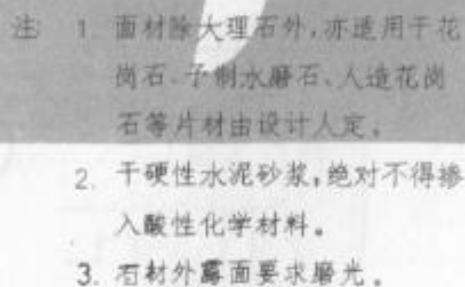 注 1. 面材除大理石外,亦适用于花
岗石、予制水磨石、人造花岗
石等片材由设计人定。
2. 干硬性水泥砂浆,绝对不得掺
入酸性化学材料。
3. 石材外露面要求磨光。